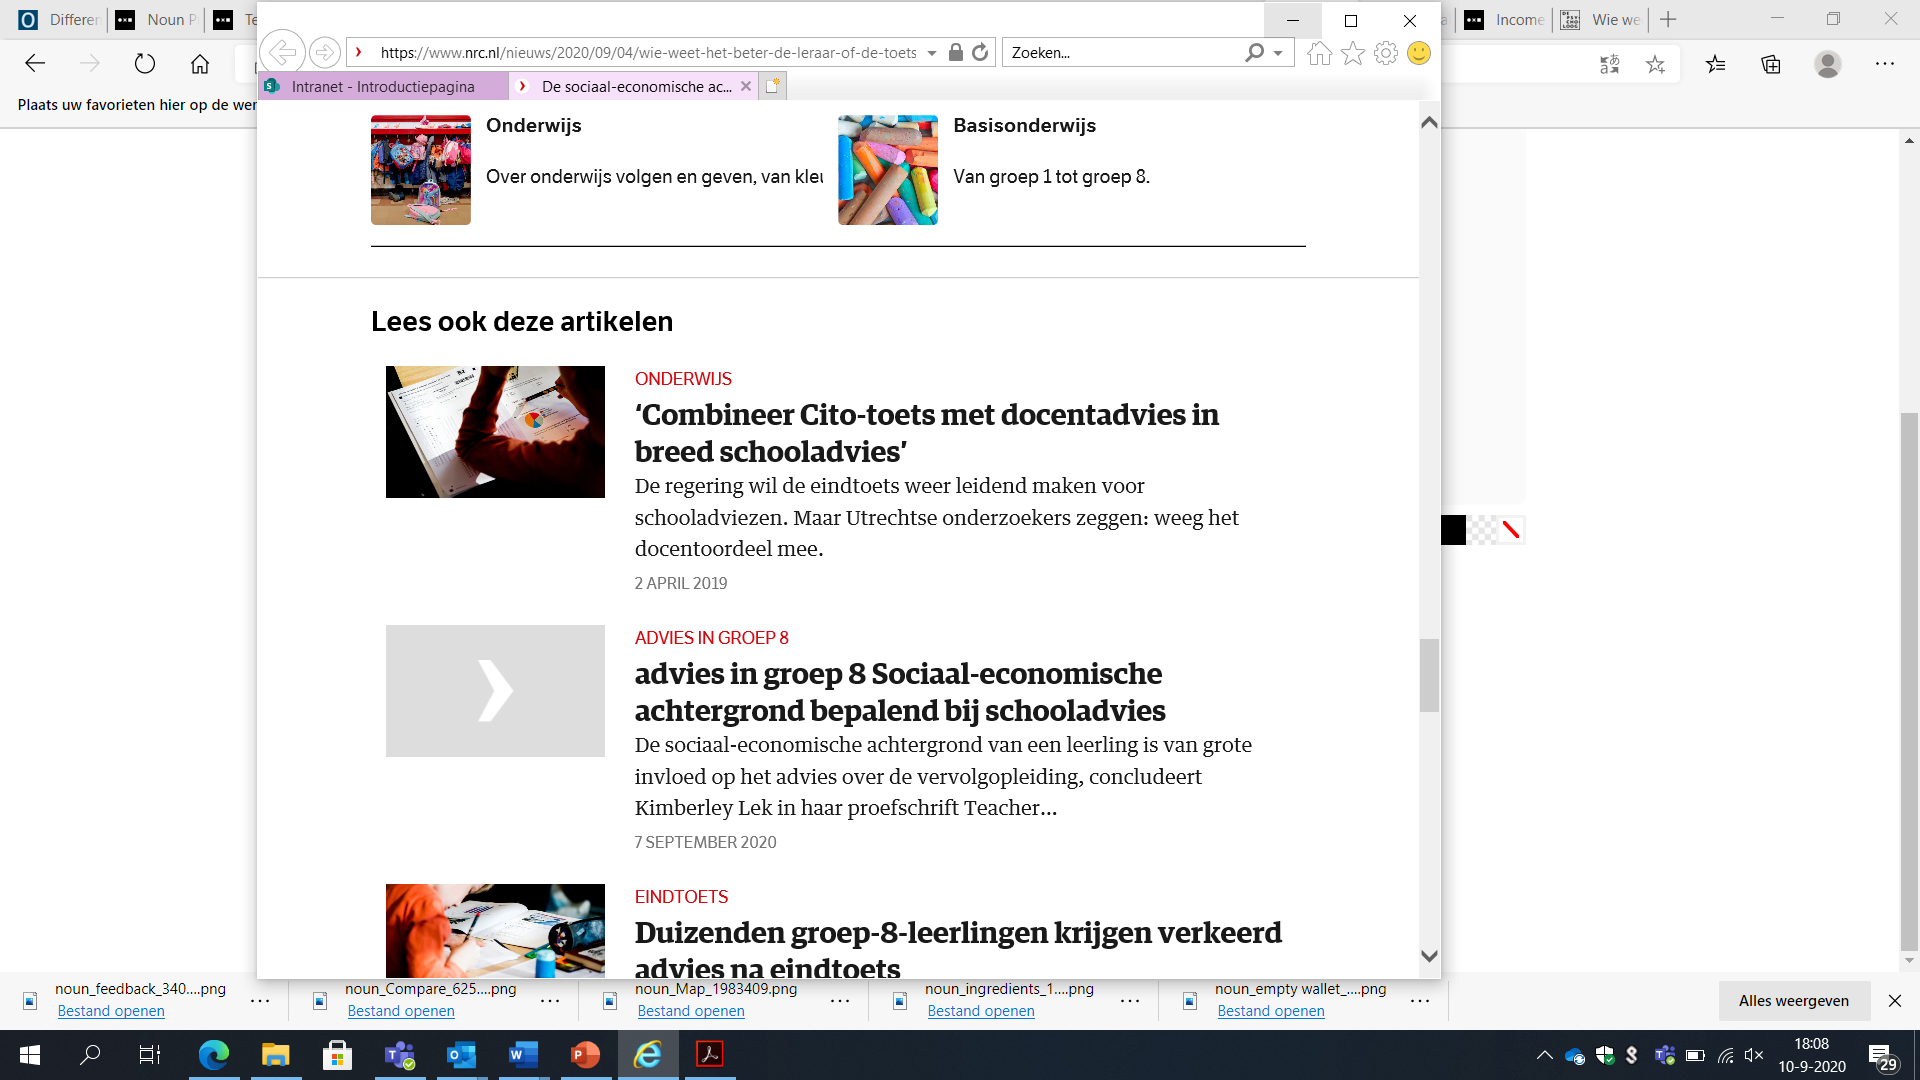 Differen
Noun P
Te
Income
Wie we
https://www.nrc.nl/nieuws/2020/09/04/wie-weet-het-beter-de-leraar-of-de-toets
Zoeken...
Intranet - Introductiepagina
De sociaal-economische ac...
Plaats uw favorieten hier op de wer
Onderwijs
Over onderwijs volgen en geven, van kleu
Basisonderwijs
Van groep 1 tot groep 8.
Lees ook deze artikelen
ONDERWIJS
‘Combineer Cito-toets met docentadvies in
breed schooladvies’
De regering wil de eindtoets weer leidend maken voor
schooladviezen. Maar Utrechtse onderzoekers zeggen: weeg het
docentoordeel mee.
2 APRIL 2019
ADVIES IN GROEP 8
advies in groep 8 Sociaal-economische
achtergrond bepalend bij schooladvies
De sociaal-economische achtergrond van een leerling is van grote
invloed op het advies over de vervolgopleiding, concludeert
Kimberley Lek in haar proefschrift Teacher...
7 SEPTEMBER 2020
EINDTOETS
Duizenden groep-8-leerlingen krijgen verkeerd
advies na eindtoets
noun_feedback_340....png
Bestand openen
noun_Compare_625....png
Bestand openen
noun_Map_1983409.png
Bestand openen
noun_ingredients_1....png
Bestand openen
noun_empty wallet_....png
Bestand openen
Alles weergeven
18:08
10-9-2020
29